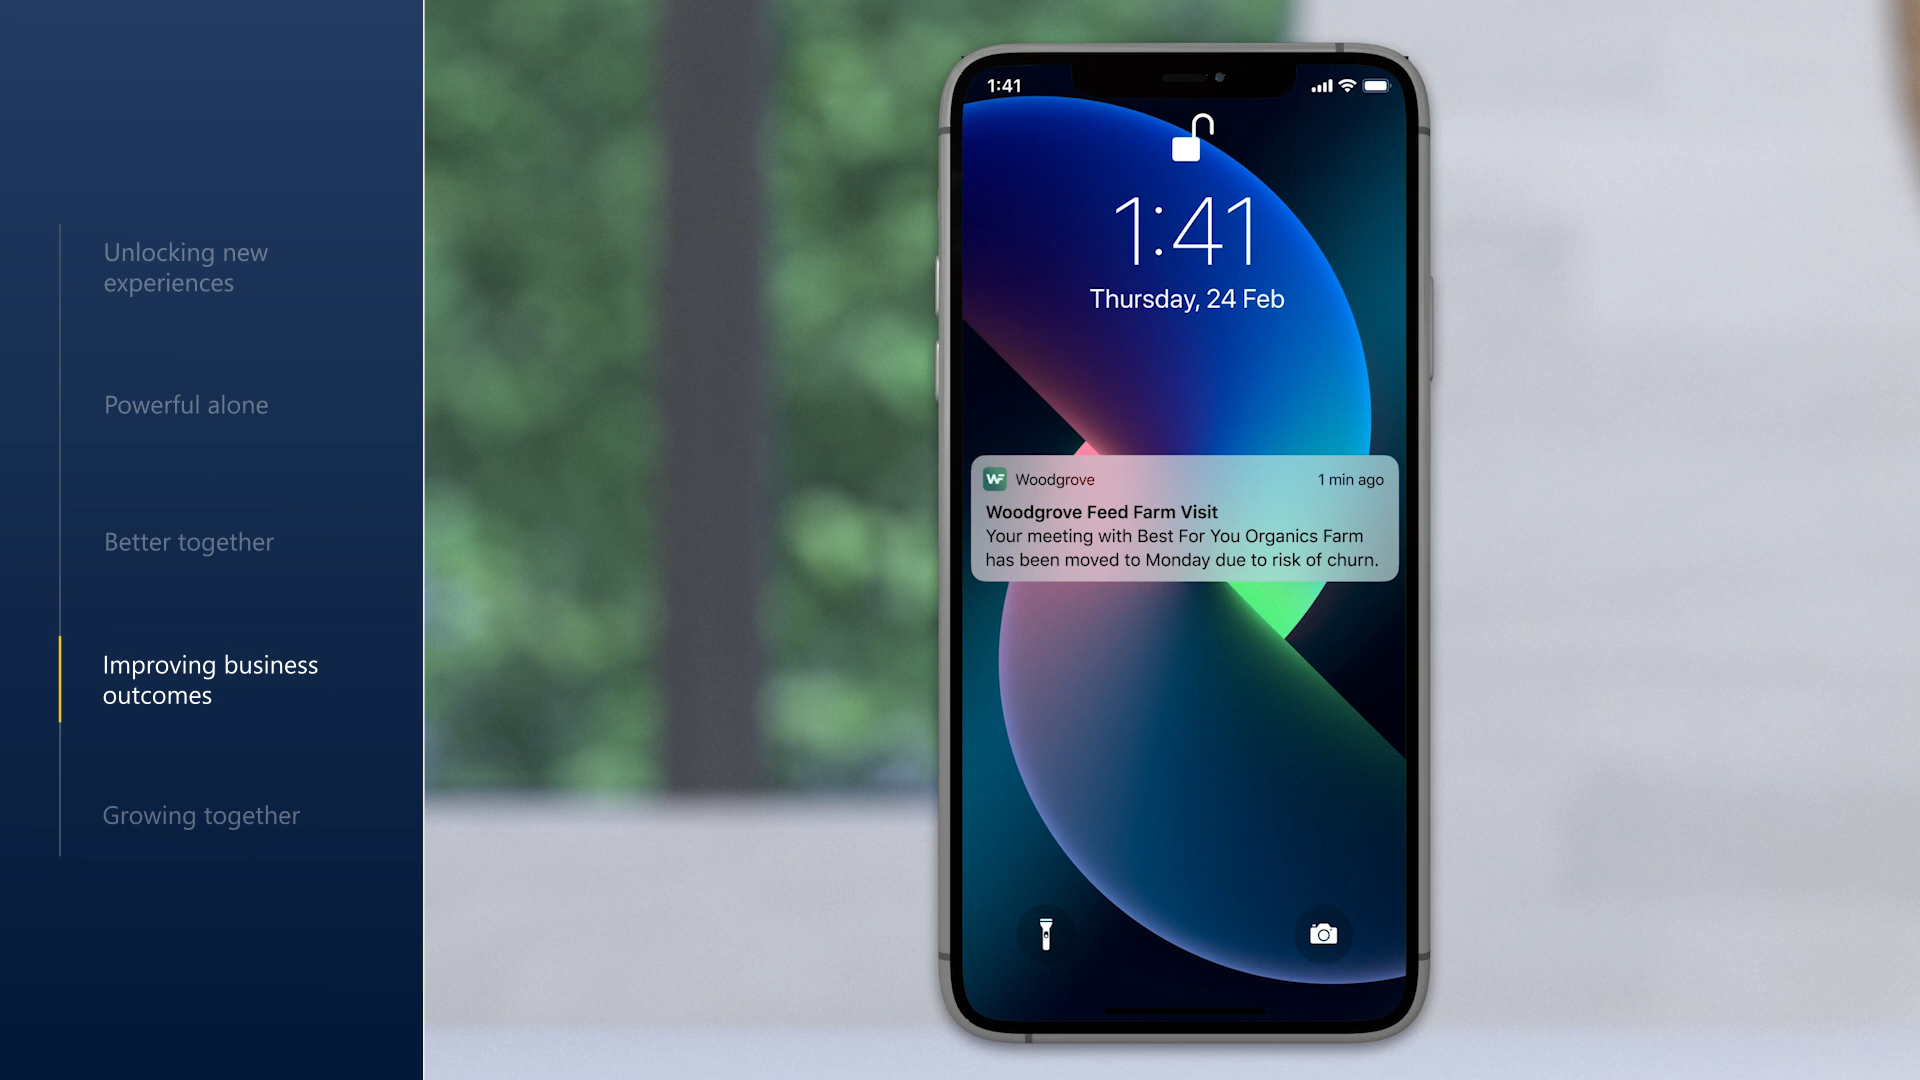 Unlocking new
experiences
Powerful alone
Better together
Improving business
outcomes
Growing together
1:41
1:41
Thursday, 24 Feb
WF Woodgrove 1 min ago
Woodgrove Feed Farm Visit
Your meeting with Best For You Organics Farm
has been moved to Monday due to risk of churn.